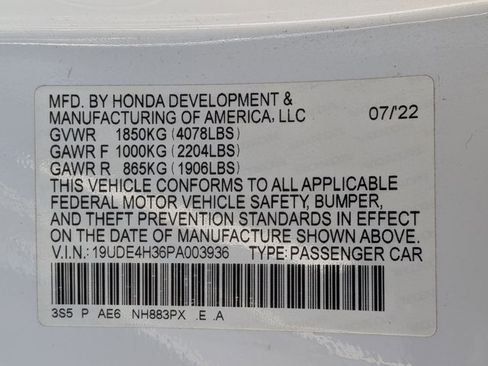 MFD. BY HONDA DEVELOPMENT &
MANUFACTURING OF AMERICA, LLC 07/'22
GVWR 1850KG (4078LBS)
GAWR F 1000KG (2204LBS)
GAWR R 865KG (1906LBS)
THIS VEHICLE CONFORMS TO ALL APPLICABLE
FEDERAL MOTOR VEHICLE SAFETY, BUMPER,
AND THEFT PREVENTION STANDARDS IN EFFECT
ON THE DATE OF MANUFACTURE SHOWN ABOVE.
V.I.N.: 19UDE4H36PA003936 TYPE: PASSENGER CAR
3S5 P AE6 NH883PX .E .A